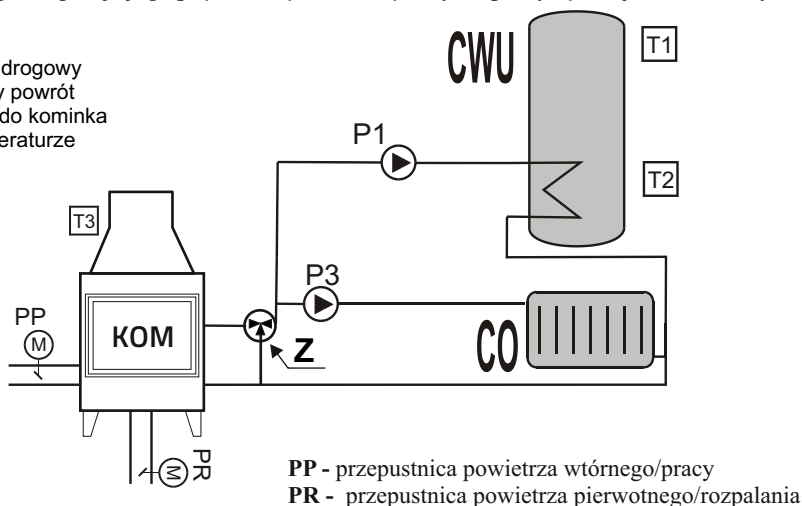 drogowy
powrót
do kominka
eraturze
CWU
T1
P1
T2
T3
P3
PP
M
KOM
Z
CO
M
PR
PP - przepustnica powietrza wtórnego/pracy
PR - przepustnica powietrza pierwotnego/rozpalania